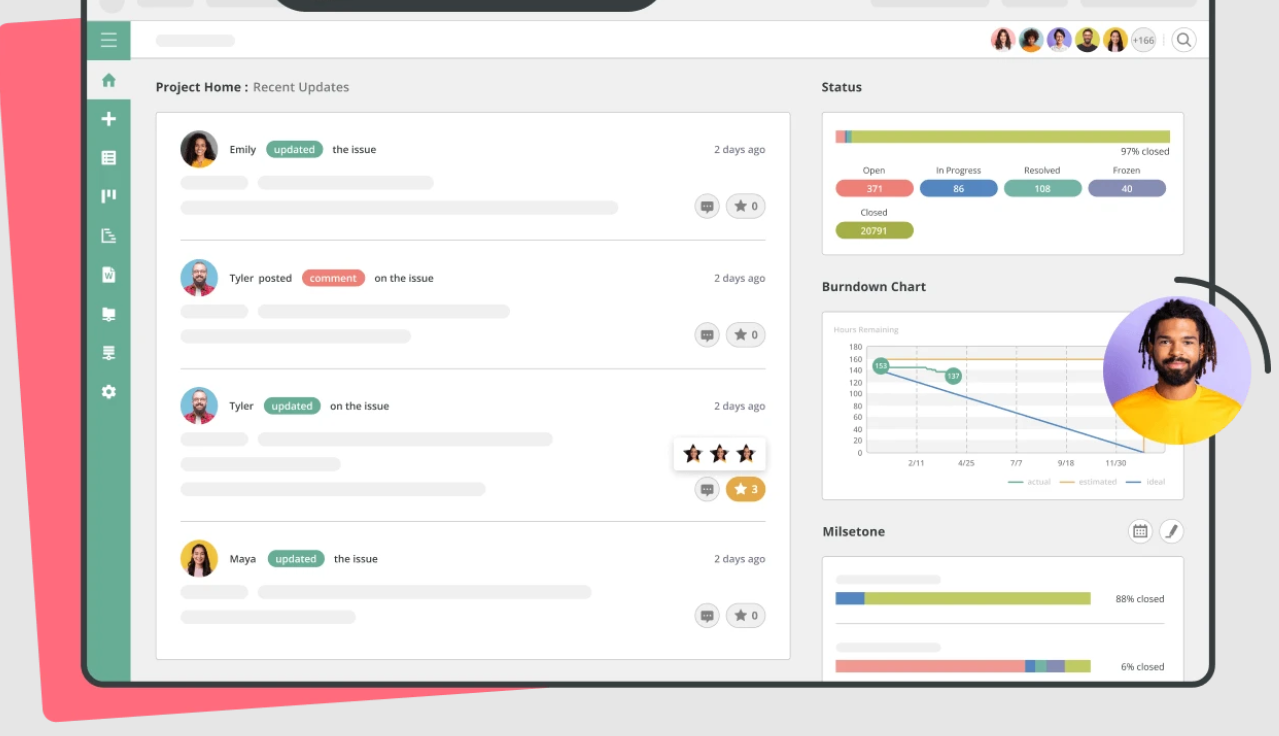 +166
Project Home : Recent Updates
Emily updated the issue
2 days ago
0
Tyler posted comment on the issue
2 days ago
0
Tyler updated on the issue
2 days ago
3
Maya updated the issue
2 days ago
0
Status
97% closed
Open In Progress Resolved Frozen
371 86 108 40
Closed
20791
Burndown Chart
Hours Remaining
180
160
140
120
100
80
60
40
20
0
153
137
2/11 4/25 7/7 9/18 11/30
actual estimated ideal
Milsetone
88% closed
6% closed
W